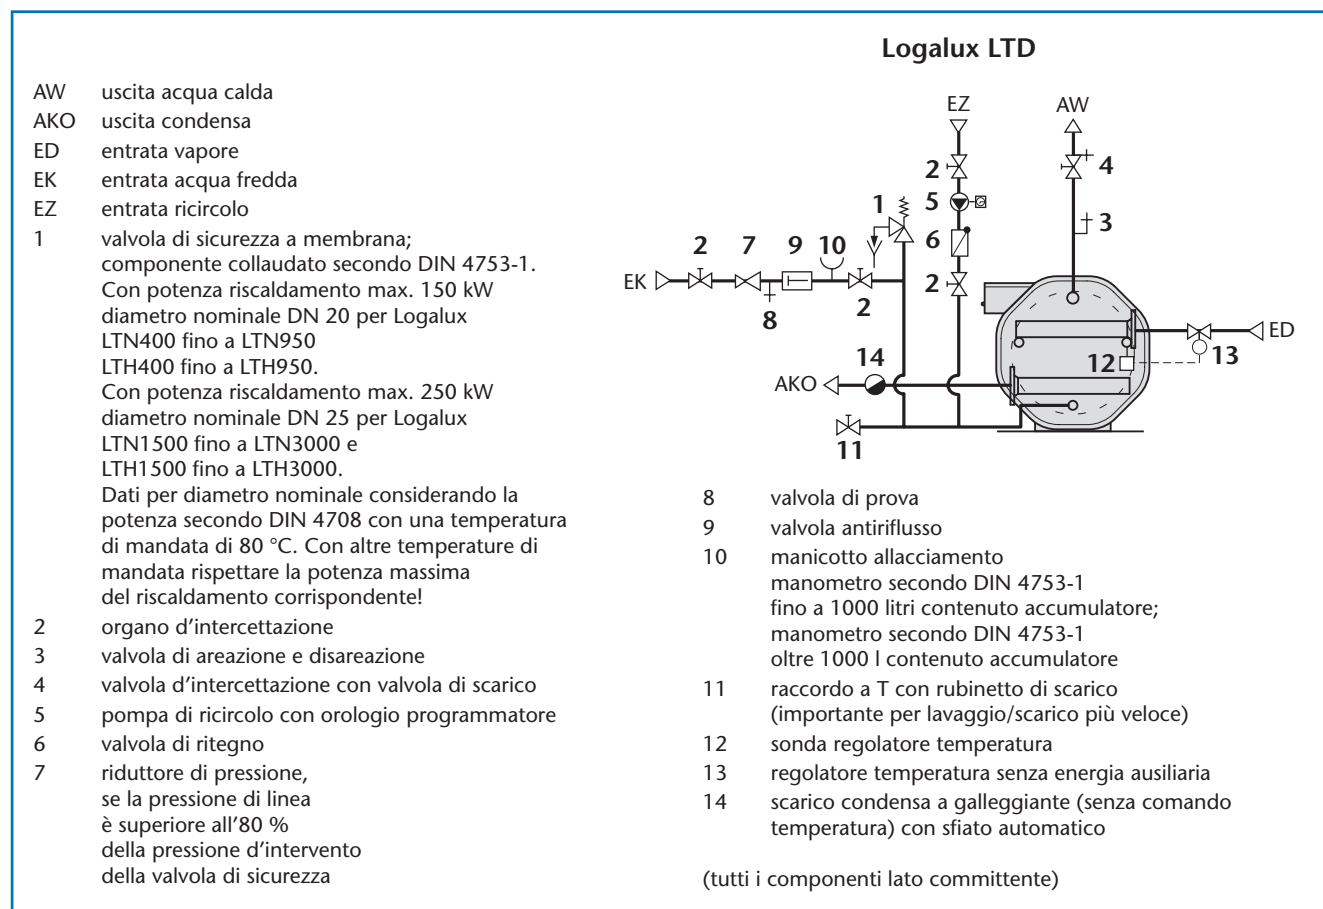 Logalux LTD
AW uscita acqua calda
AKO uscita condensa
ED entrata vapore
EK entrata acqua fredda
EZ entrata ricircolo
1 valvola di sicurezza a membrana;
componente collaudato secondo DIN 4753-1.
Con potenza riscaldamento max. 150 kW
diametro nominale DN 20 per Logalux
LTN400 fino a LTN950
LTH400 fino a LTH950.
Con potenza riscaldamento max. 250 kW
diametro nominale DN 25 per Logalux
LTN1500 fino a LTN3000 e
LTH1500 fino a LTH3000.
Dati per diametro nominale considerando la
potenza secondo DIN 4708 con una temperatura
di mandata di 80 °C. Con altre temperature di
mandata rispettare la potenza massima
del riscaldamento corrispondente!
2 organo d'intercettazione
3 valvola di areazione e disareazione
4 valvola d'intercettazione con valvola di scarico
5 pompa di ricircolo con orologio programmatore
6 valvola di ritegno
7 riduttore di pressione,
se la pressione di linea
è superiore all'80 %
della pressione d'intervento
della valvola di sicurezza
EZ AW
2 4
5
1 3
6
2 7 9 10
EK 2
8 2
ED
14 12 13
AKO
11
8 valvola di prova
9 valvola antiriflusso
10 manicotto allacciamento
manometro secondo DIN 4753-1
fino a 1000 litri contenuto accumulatore;
manometro secondo DIN 4753-1
oltre 1000 l contenuto accumulatore
11 raccordo a T con rubinetto di scarico
(importante per lavaggio/scarico più veloce)
12 sonda regolatore temperatura
13 regolatore temperatura senza energia ausiliaria
14 scarico condensa a galleggiante (senza comando
temperatura) con sfiato automatico
(tutti i componenti lato committente)